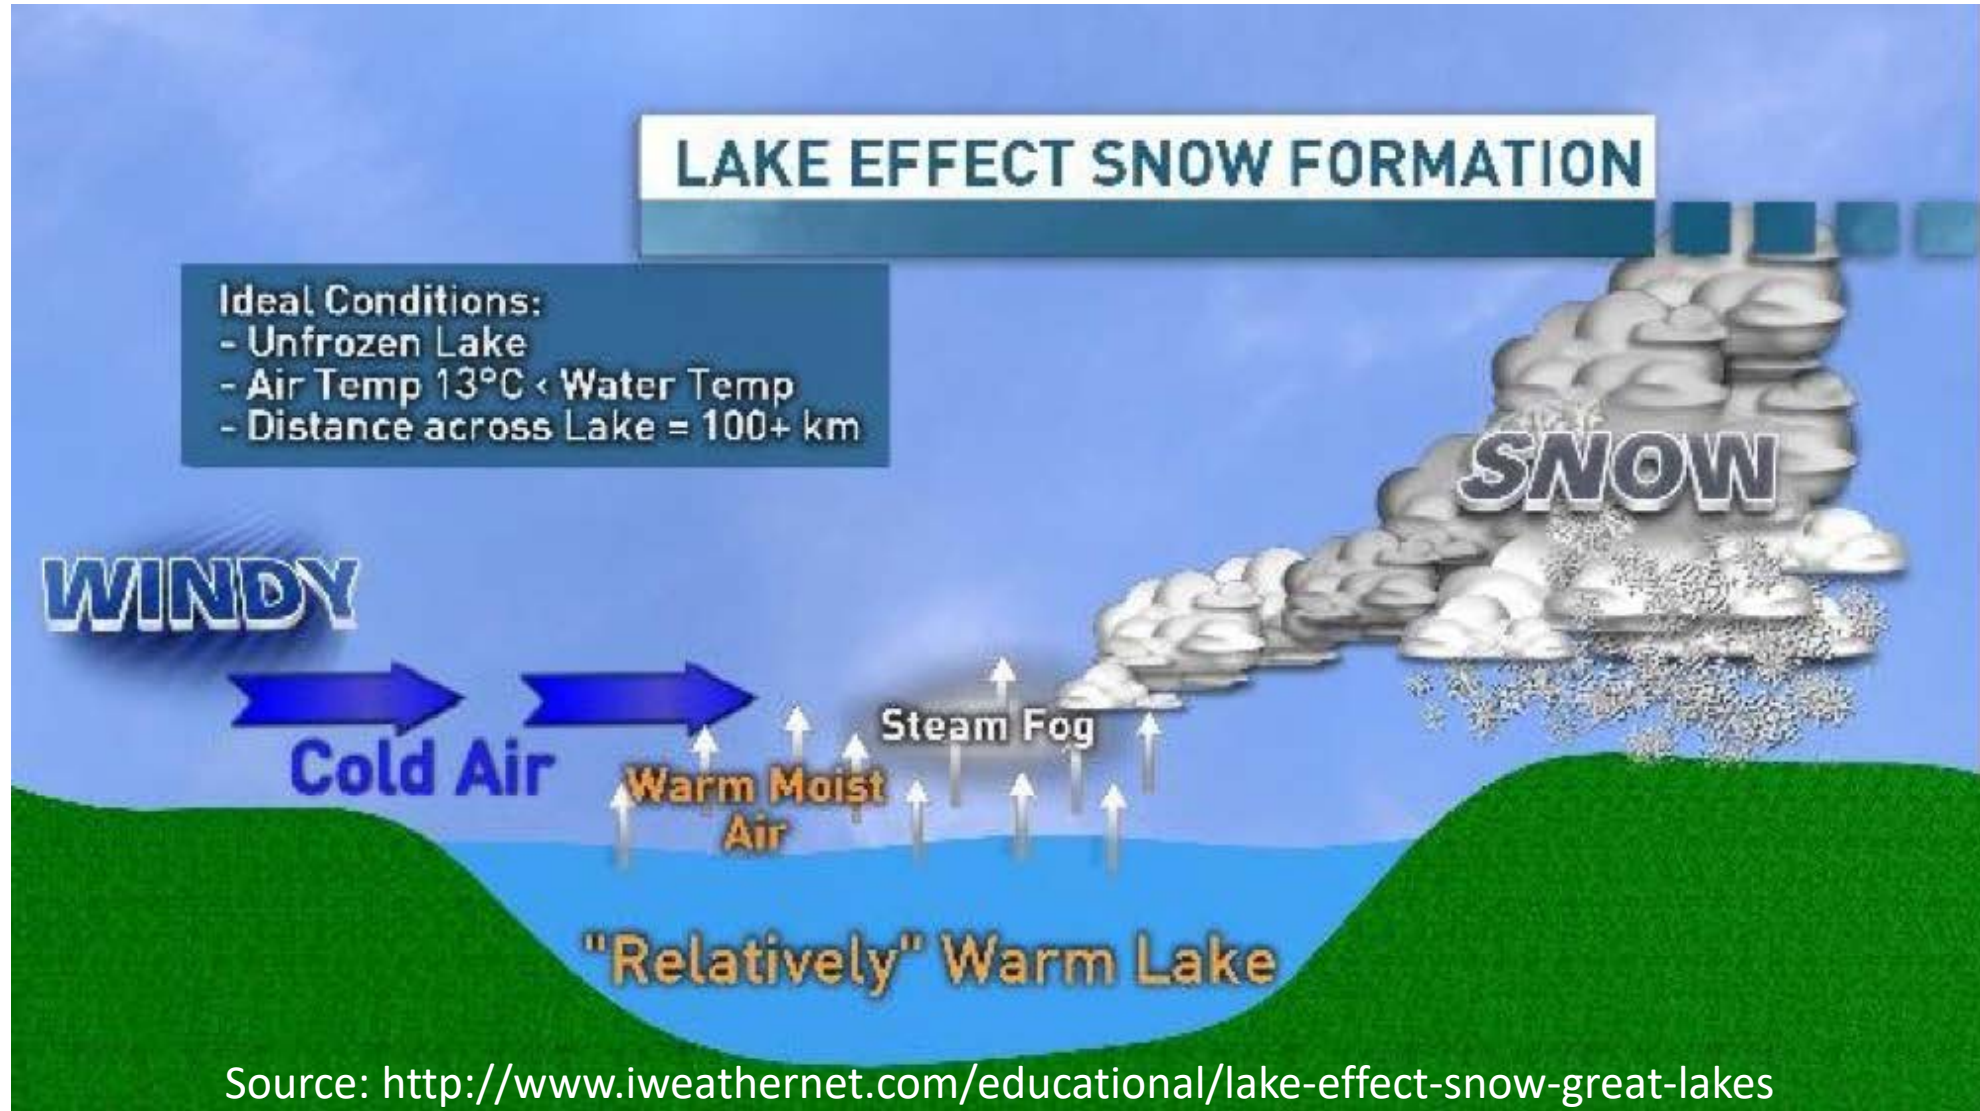 LAKE EFFECT SNOW FORMATION
Ideal Conditions:
- Unfrozen Lake
- Air Temp 13°C < Water Temp
- Distance across Lake = 100+ km
SNOW
WINDY
Cold Air
Steam Fog
Warm Moist
Air
"Relatively" Warm Lake
Source: http://www.iweathernet.com/educational/lake-effect-snow-great-lakes